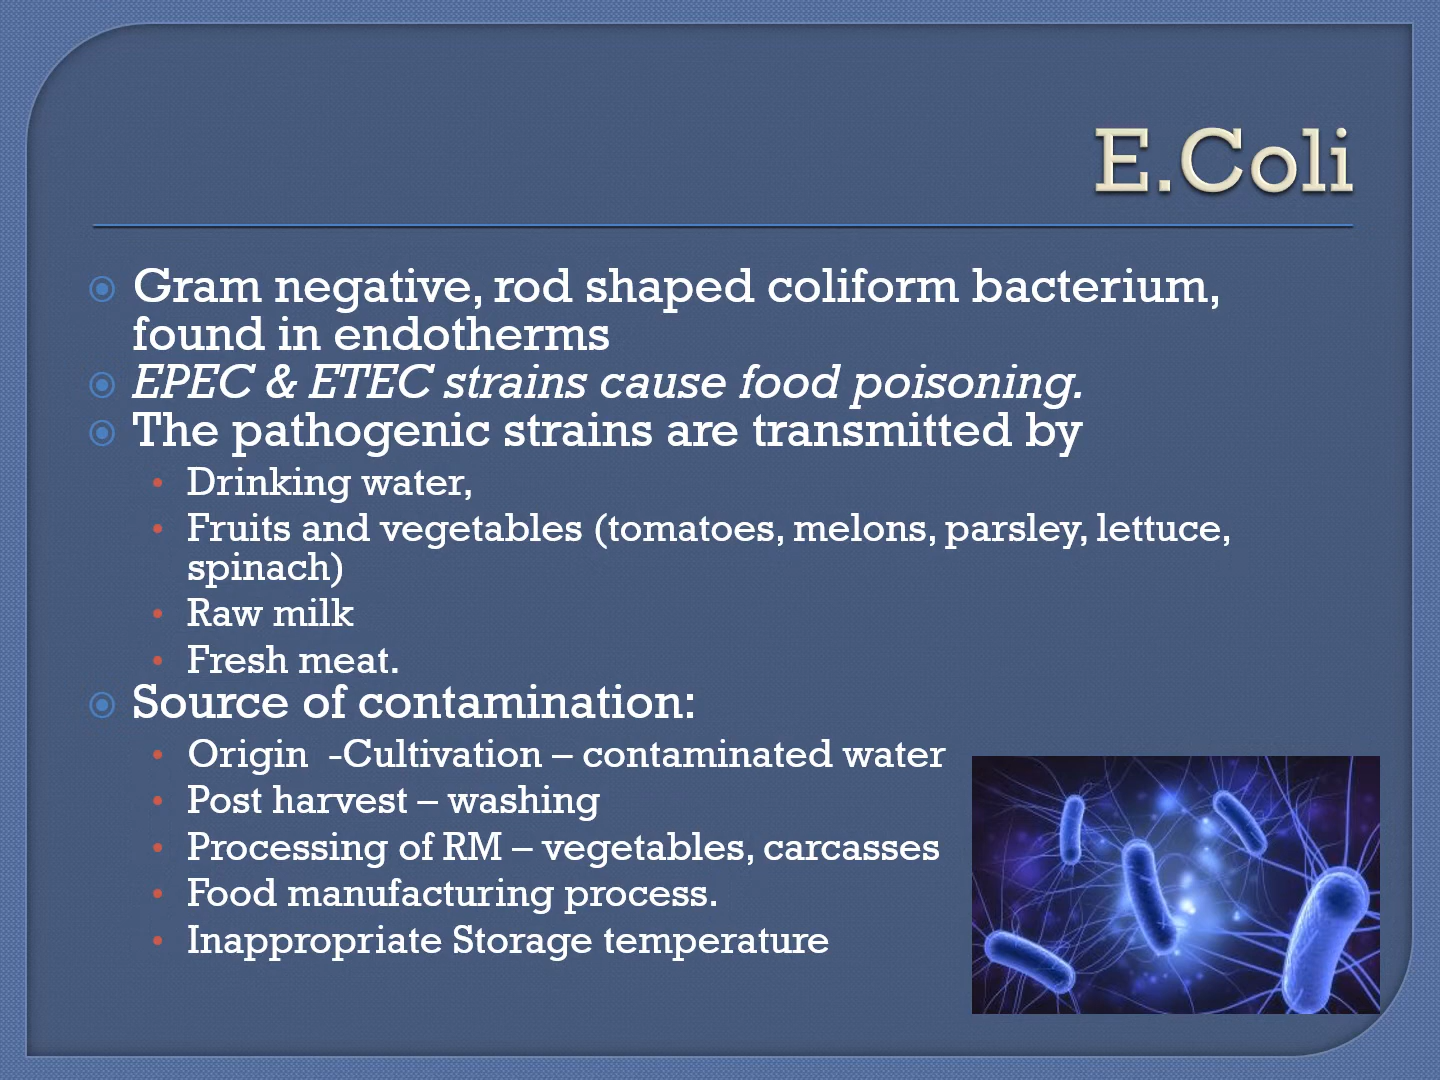 E.Coli
Gram negative, rod shaped coliform bacterium,
found in endotherms
EPEC & ETEC strains cause food poisoning.
The pathogenic strains are transmitted by
Drinking water,
Fruits and vegetables (tomatoes, melons, parsley, lettuce,
spinach)
Raw milk
Fresh meat.
Source of contamination:
Origin -Cultivation – contaminated water
Post harvest – washing
Processing of RM – vegetables, carcasses
Food manufacturing process.
Inappropriate Storage temperature